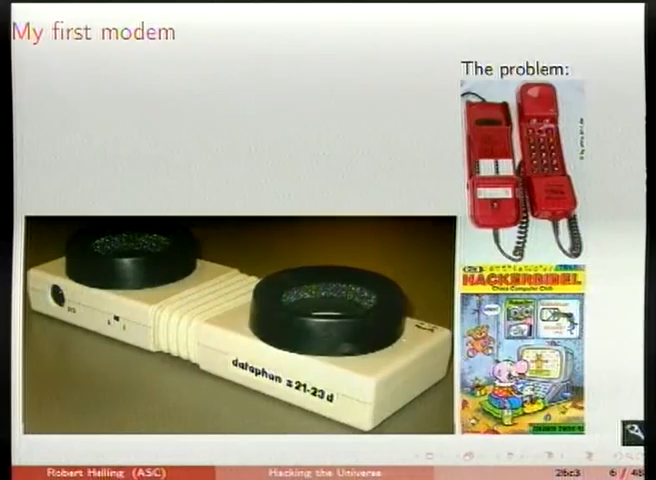 My first modem
The problem:
HACKERBIBEL
Chaos Computer Club
dataphon s 21-23 d
Robert Helling (ASC)
Hacking the Universe
26c3
6 / 48